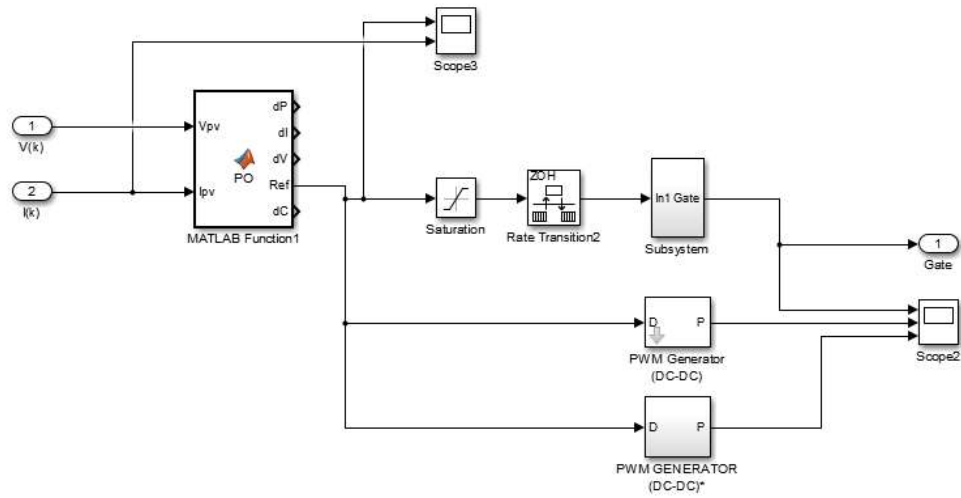 Scope3
1
V(k)
2
I(k)
Vpv
Ipv
PO
dP
dI
dV
Ref
dC
MATLAB Function1
Saturation
ZOH
Rate Transition2
In1 Gate
Subsystem
1
Gate
D P
PWM Generator
(DC-DC)
Scope2
D P
PWM GENERATOR
(DC-DC)*